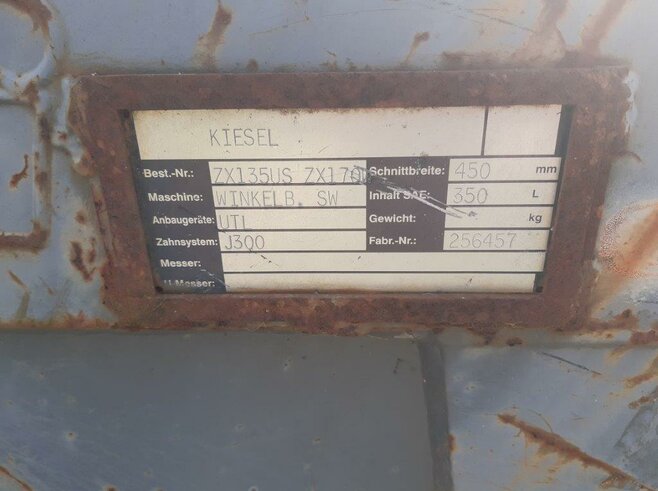 KIESEL
Best.-Nr.: ZX135US ZX170 Schnittbreite: 450 mm
Maschine: WINKELB. SW Inhalt SAE: 350 L
Anbaugeräte: UTL Gewicht: kg
Zahnsystem: J300 Fabr.-Nr.: 256457
Messer:
U-Messer: